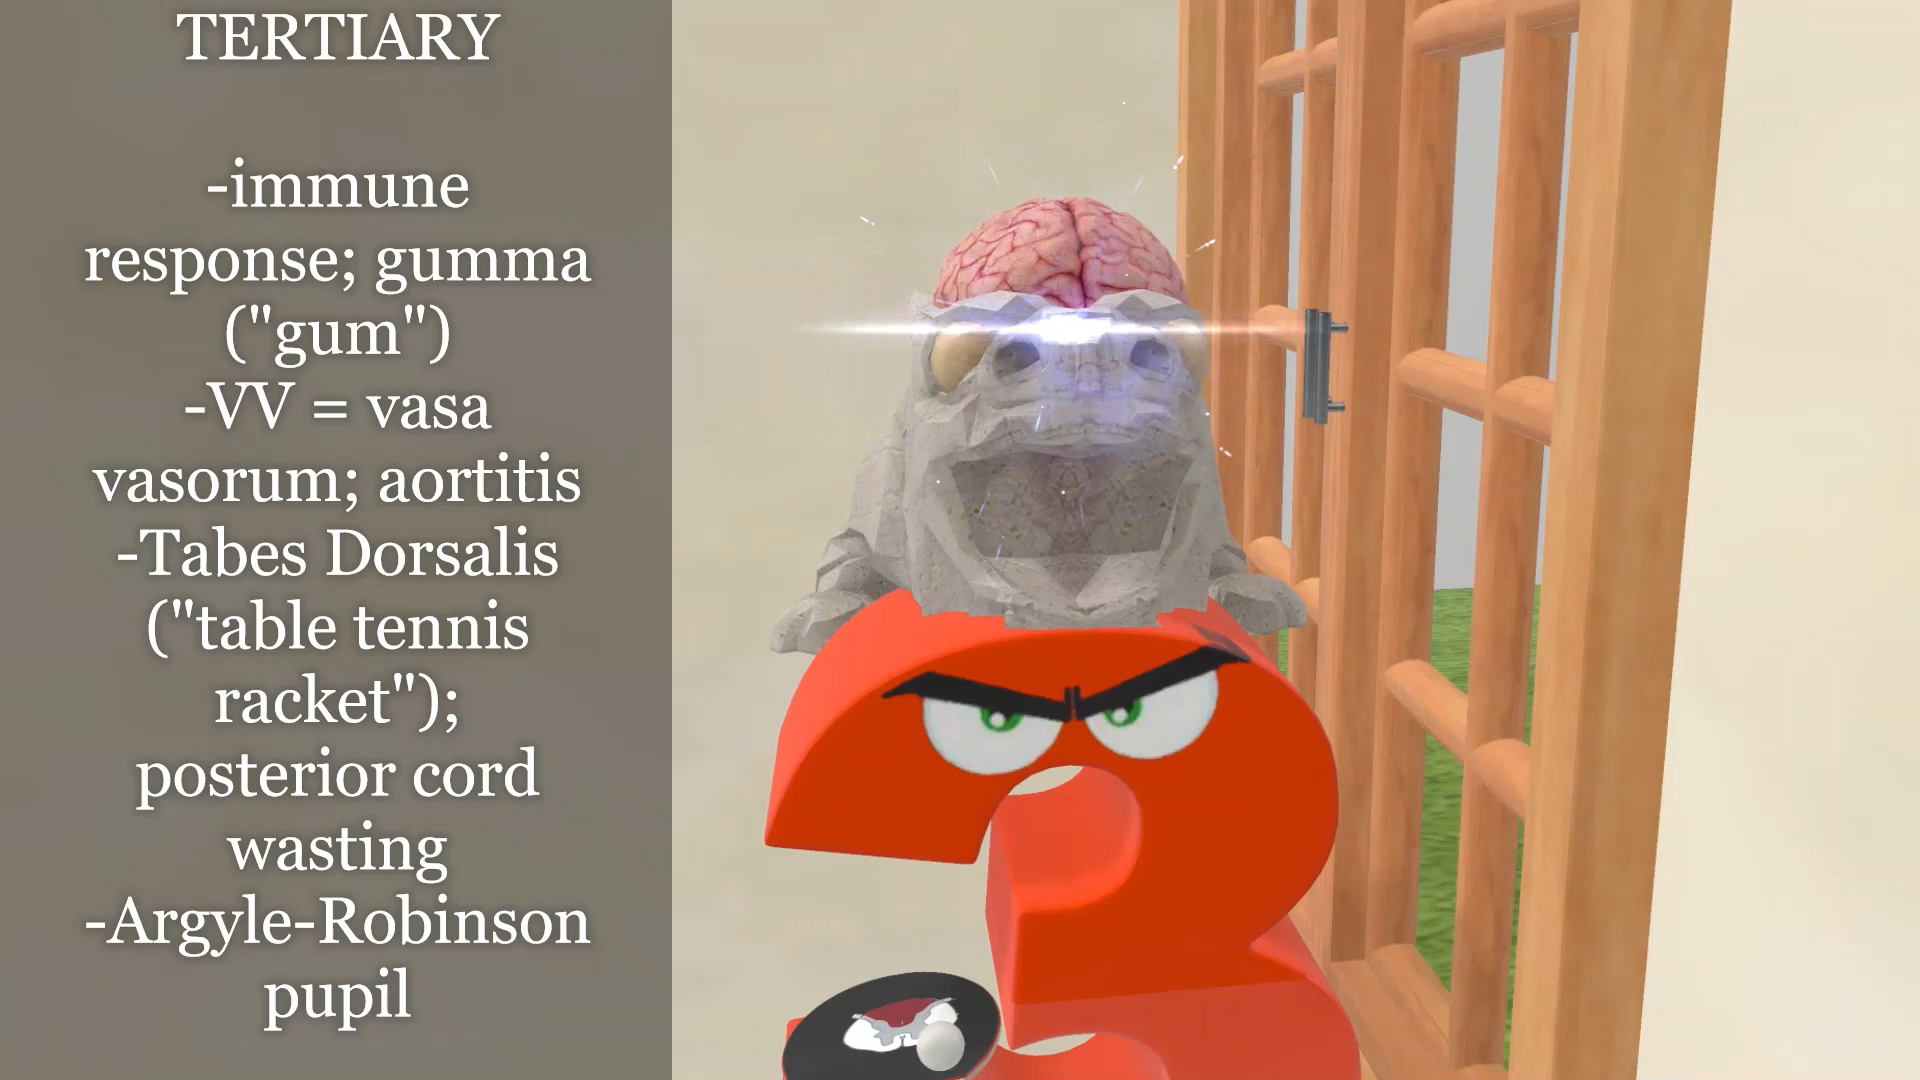 TERTIARY
-immune
response; gumma
("gum")
-VV = vasa
vasorum; aortitis
-Tabes Dorsalis
("table tennis
racket");
posterior cord
wasting
-Argyle-Robinson
pupil